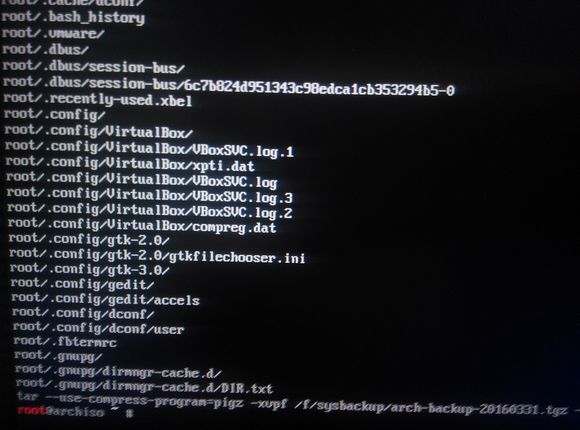 root/.cache/dconf/
root/.bash_history
root/.vmware/
root/.dbus/
root/.dbus/session-bus/
root/.dbus/session-bus/6c7b824d951343c98edca1cb353294b5-0
root/.recently-used.xbel
root/.config/
root/.config/VirtualBox/
root/.config/VirtualBox/VBoxSVC.log.1
root/.config/VirtualBox/xpti.dat
root/.config/VirtualBox/VBoxSVC.log
root/.config/VirtualBox/VBoxSVC.log.3
root/.config/VirtualBox/VBoxSVC.log.2
root/.config/VirtualBox/compreg.dat
root/.config/gtk-2.0/
root/.config/gtk-2.0/gtkfilechooser.ini
root/.config/gtk-3.0/
root/.config/gedit/
root/.config/gedit/accels
root/.config/dconf/
root/.config/dconf/user
root/.fbtermrc
root/.gnupg/
root/.gnupg/dirmngr-cache.d/
root/.gnupg/dirmngr-cache.d/DIR.txt
tar --use-compress-program=pigz -xvpf /f/sysbackup/arch-backup-20160331.tgz -
root@archiso ~ #